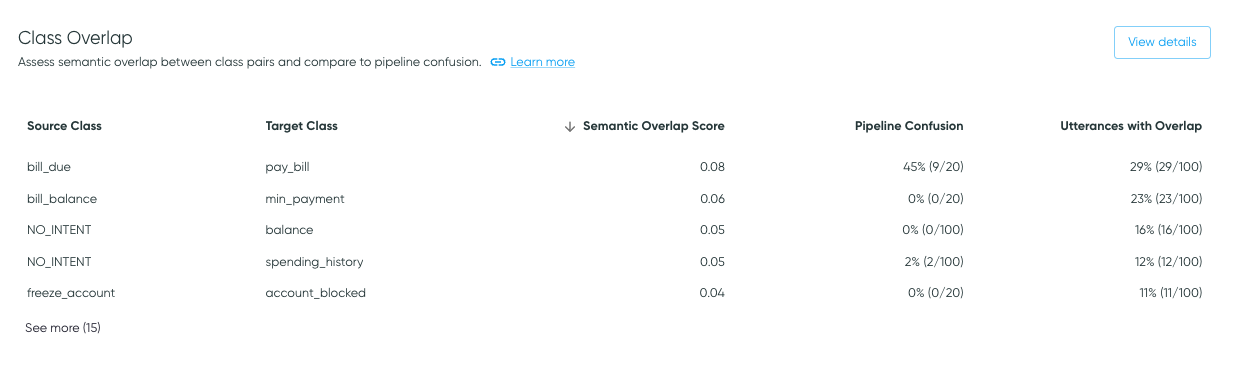 Class Overlap
View details
Assess semantic overlap between class pairs and compare to pipeline confusion. Learn more
Source Class Target Class Semantic Overlap Score Pipeline Confusion Utterances with Overlap
bill_due pay_bill 0.08 45% (9/20) 29% (29/100)
bill_balance min_payment 0.06 0% (0/20) 23% (23/100)
NO_INTENT balance 0.05 0% (0/100) 16% (16/100)
NO_INTENT spending_history 0.05 2% (2/100) 12% (12/100)
freeze_account account_blocked 0.04 0% (0/20) 11% (11/100)
See more (15)